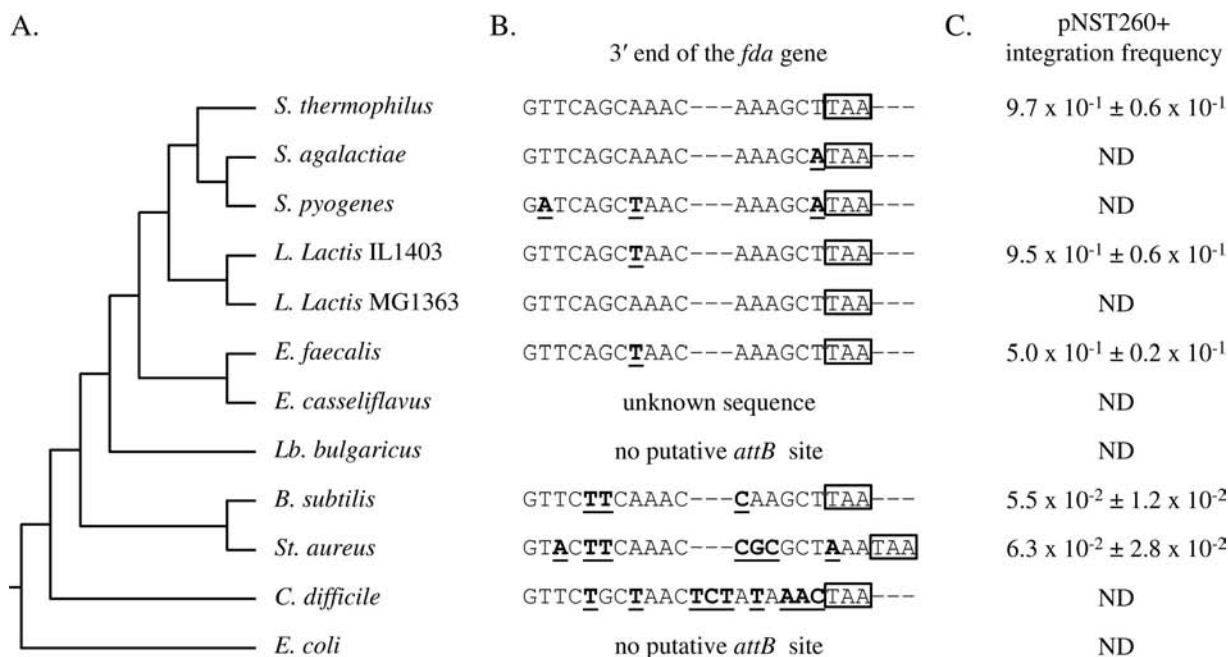 A. B. C. pNST260+
3′ end of the fda gene integration frequency
S. thermophilus GTTCAGCAAAC---AAAGCTTAA--- 9.7 x 10-1 ± 0.6 x 10-1
S. agalactiae GTTCAGCAAAC---AAAGCATAA--- ND
S. pyogenes GATCAGCTAAC---AAAGCATAA--- ND
L. Lactis IL1403 GTTCAGCTAAC---AAAGCTTAA--- 9.5 x 10-1 ± 0.6 x 10-1
L. Lactis MG1363 GTTCAGCAAAC---AAAGCTTAA--- ND
E. faecalis GTTCAGCTAAC---AAAGCTTAA--- 5.0 x 10-1 ± 0.2 x 10-1
E. casseliflavus unknown sequence ND
Lb. bulgaricus no putative attB site ND
B. subtilis GTTCTTCAAAC---CAAGCTTAA--- 5.5 x 10-2 ± 1.2 x 10-2
St. aureus GTACTTCAAAC---CGCGCTAAATAA 6.3 x 10-2 ± 2.8 x 10-2
C. difficile GTTCTGCTAACTCTATAAACTAA--- ND
E. coli no putative attB site ND